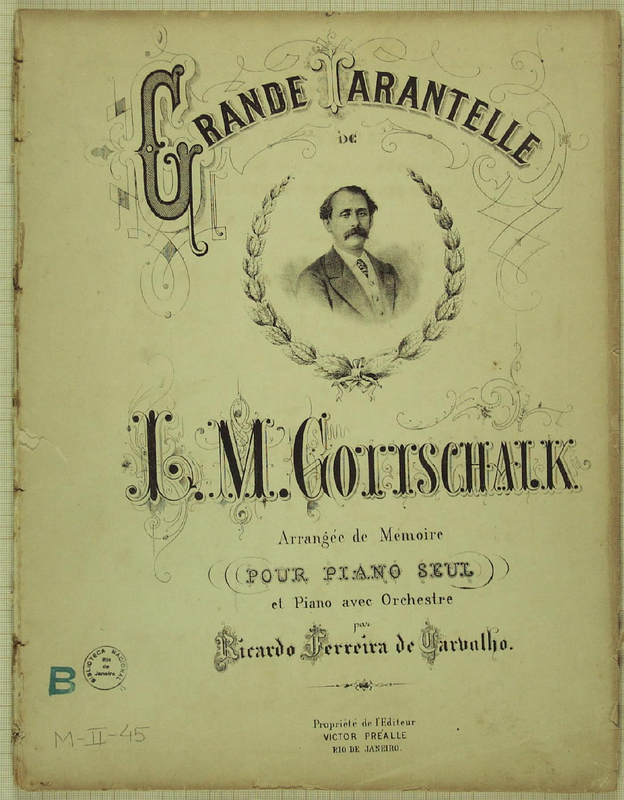 GRANDE TARANTELLE
DE
L. M. GOTTSCHALK
Arrangée de Mémoire
POUR PIANO SEUL
et Piano avec Orchestre
par
Ricardo Ferreira de Carvalho.
B
BIBLIOTECA NACIONAL
Rio
de
Janeiro
Propriété de l'Editeur
VICTOR PRÉALLE
RIO DE JANEIRO.
M-II-45